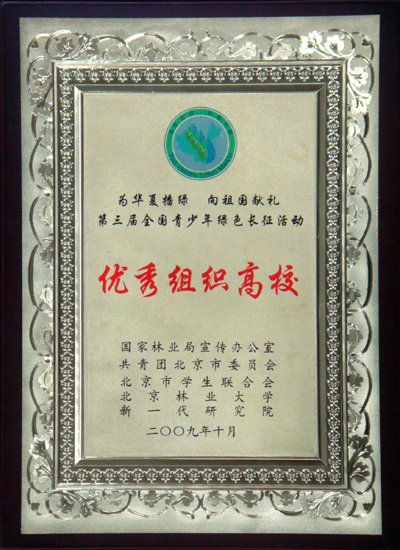 为华夏播绿　向祖国献礼
第三届全国青少年绿色长征活动
优秀组织高校
国家林业局宣传办公室
共青团北京市委员会
北京市学生联合会
北京林业大学
新一代研究院
二〇〇九年十月